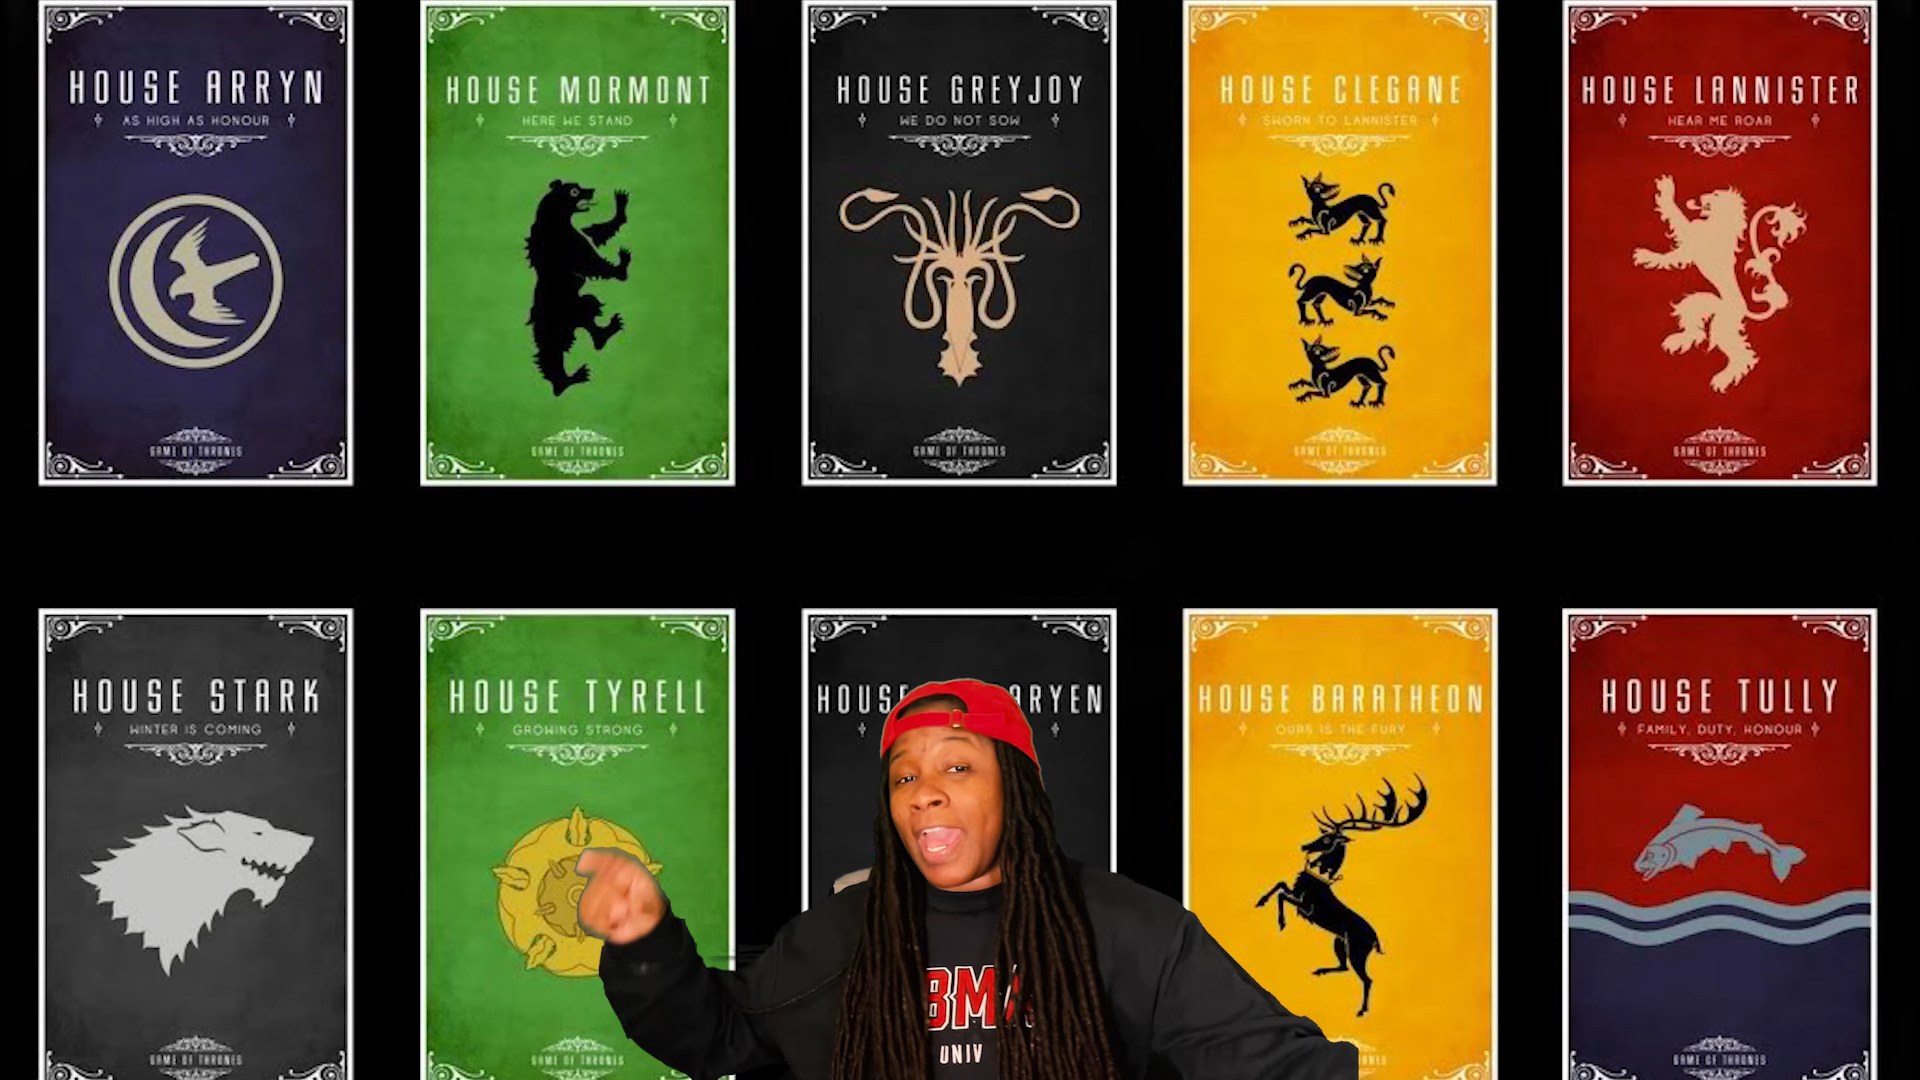 HOUSE ARRYN
AS HIGH AS HONOUR
GAME OF THRONES
HOUSE MORMONT
HERE WE STAND
GAME OF THRONES
HOUSE GREYJOY
WE DO NOT SOW
GAME OF THRONES
HOUSE CLEGANE
SWORN TO LANNISTER
GAME OF THRONES
HOUSE LANNISTER
HEAR ME ROAR
GAME OF THRONES
HOUSE STARK
WINTER IS COMING
GAME OF THRONES
HOUSE TYRELL
GROWING STRONG
GAME OF THRONES
HOUS ARYEN
HOUSE BARATHEON
OURS IS THE FURY
HOUSE TULLY
FAMILY, DUTY, HONOUR
GAME OF THRONES
BM
UNIV